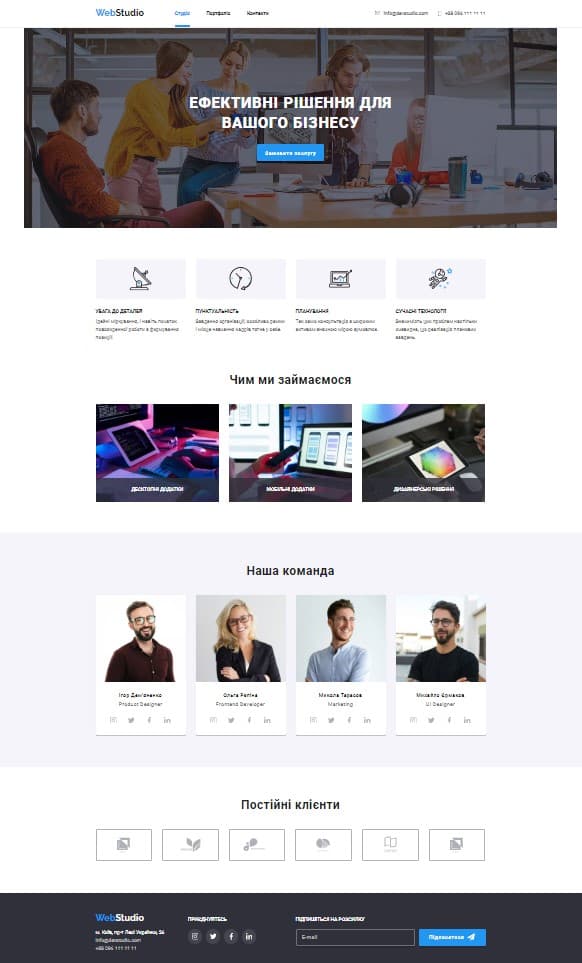 WebStudio
Студія Портфоліо Контакти
info@devstudio.com +38 096 111 11 11
ЕФЕКТИВНІ РІШЕННЯ ДЛЯ
ВАШОГО БІЗНЕСУ
Замовити послугу
УВАГА ДО ДЕТАЛЕЙ
Ідейні міркування, і навіть початок
повсякденної роботи з формування
позиції.
ПУНКТУАЛЬНІСТЬ
Завдання організації, особливо рамки
і місце навчання кадрів тягне у себе.
ПЛАНУВАННЯ
Так само консультація з широким
активом значною мірою зумовлює.
СУЧАСНІ ТЕХНОЛОГІЇ
Значимість цих проблем настільки
очевидна, що реалізація планових
завдань.
Чим ми займаємося
ДЕСКТОПНІ ДОДАТКИ
МОБІЛЬНІ ДОДАТКИ
ДИЗАЙНЕРСЬКІ РІШЕННЯ
Наша команда
Ігор Дем'яненко
Product Designer
Ольга Рєпіна
Frontend Developer
Микола Тарасов
Marketing
Михайло Єрмаков
UI Designer
Постійні клієнти
WebStudio
м. Київ, пр-т Лесі Українки, 26
info@devstudio.com
+38 096 111 11 11
ПРИЄДНУЙТЕСЬ
ПІДПИШІТЬСЯ НА РОЗСИЛКУ
E-mail
Підписатися